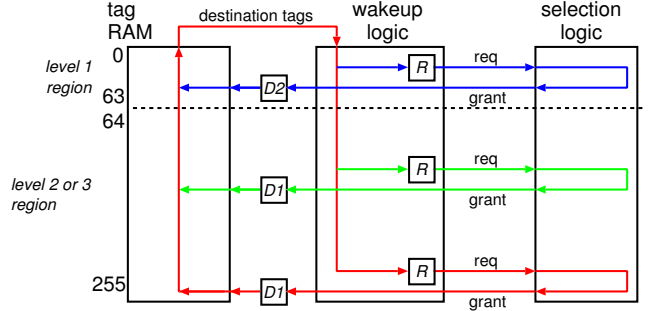 tag
RAM
destination tags
wakeup
logic
selection
logic
0
level 1
region
R
req
D2
grant
63
64
R
req
level 2 or 3
region
D1
grant
R
req
255
D1
grant